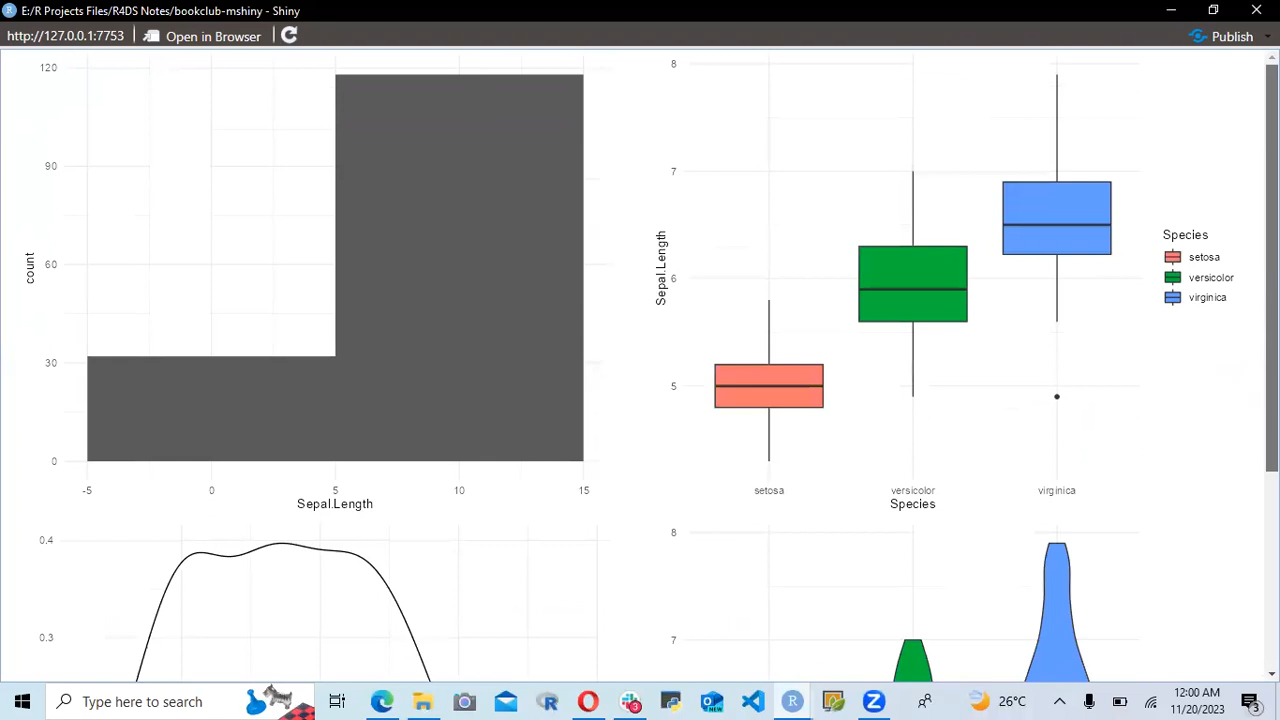 E:/R Projects Files/R4DS Notes/bookclub-mshiny - Shiny
http://127.0.0.1:7753
Open in Browser
Publish
120
90
60
30
0
count
-5
0
5
10
15
Sepal.Length
8
7
6
5
Sepal.Length
setosa
versicolor
virginica
Species
Species
setosa
versicolor
virginica
0.4
0.3
8
7
Type here to search
3
NEW
26°C
12:00 AM
11/20/2023
3